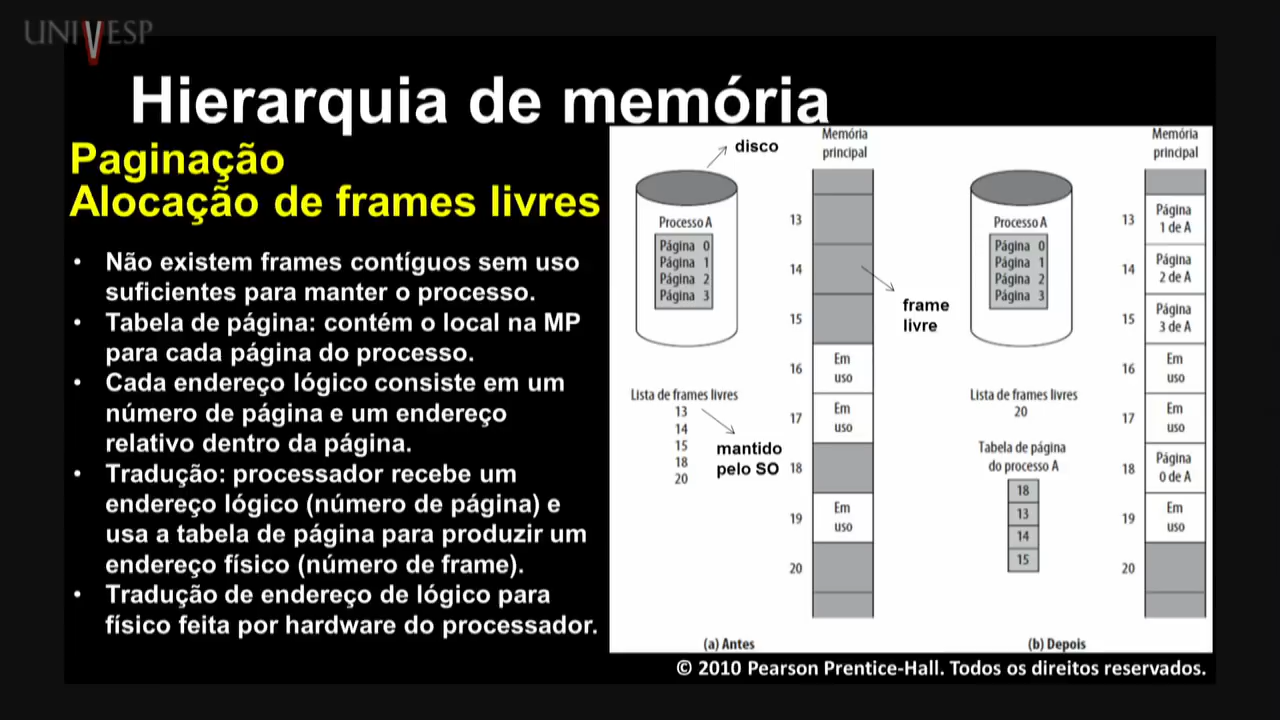 UNIVESP
Hierarquia de memória
Paginação
Alocação de frames livres
• Não existem frames contíguos sem uso
suficientes para manter o processo.
• Tabela de página: contém o local na MP
para cada página do processo.
• Cada endereço lógico consiste em um
número de página e um endereço
relativo dentro da página.
• Tradução: processador recebe um
endereço lógico (número de página) e
usa a tabela de página para produzir um
endereço físico (número de frame).
• Tradução de endereço de lógico para
físico feita por hardware do processador.
disco
Processo A
Página 0
Página 1
Página 2
Página 3
Lista de frames livres
13
14
15
18
20
mantido
pelo SO
Memória
principal
13
14
15
16
Em
uso
17
Em
uso
18
19
Em
uso
20
frame
livre
(a) Antes
Processo A
Página 0
Página 1
Página 2
Página 3
Lista de frames livres
20
Tabela de página
do processo A
18
13
14
15
Memória
principal
13
Página
1 de A
14
Página
2 de A
15
Página
3 de A
16
Em
uso
17
Em
uso
18
Página
0 de A
19
Em
uso
20
(b) Depois
© 2010 Pearson Prentice-Hall. Todos os direitos reservados.